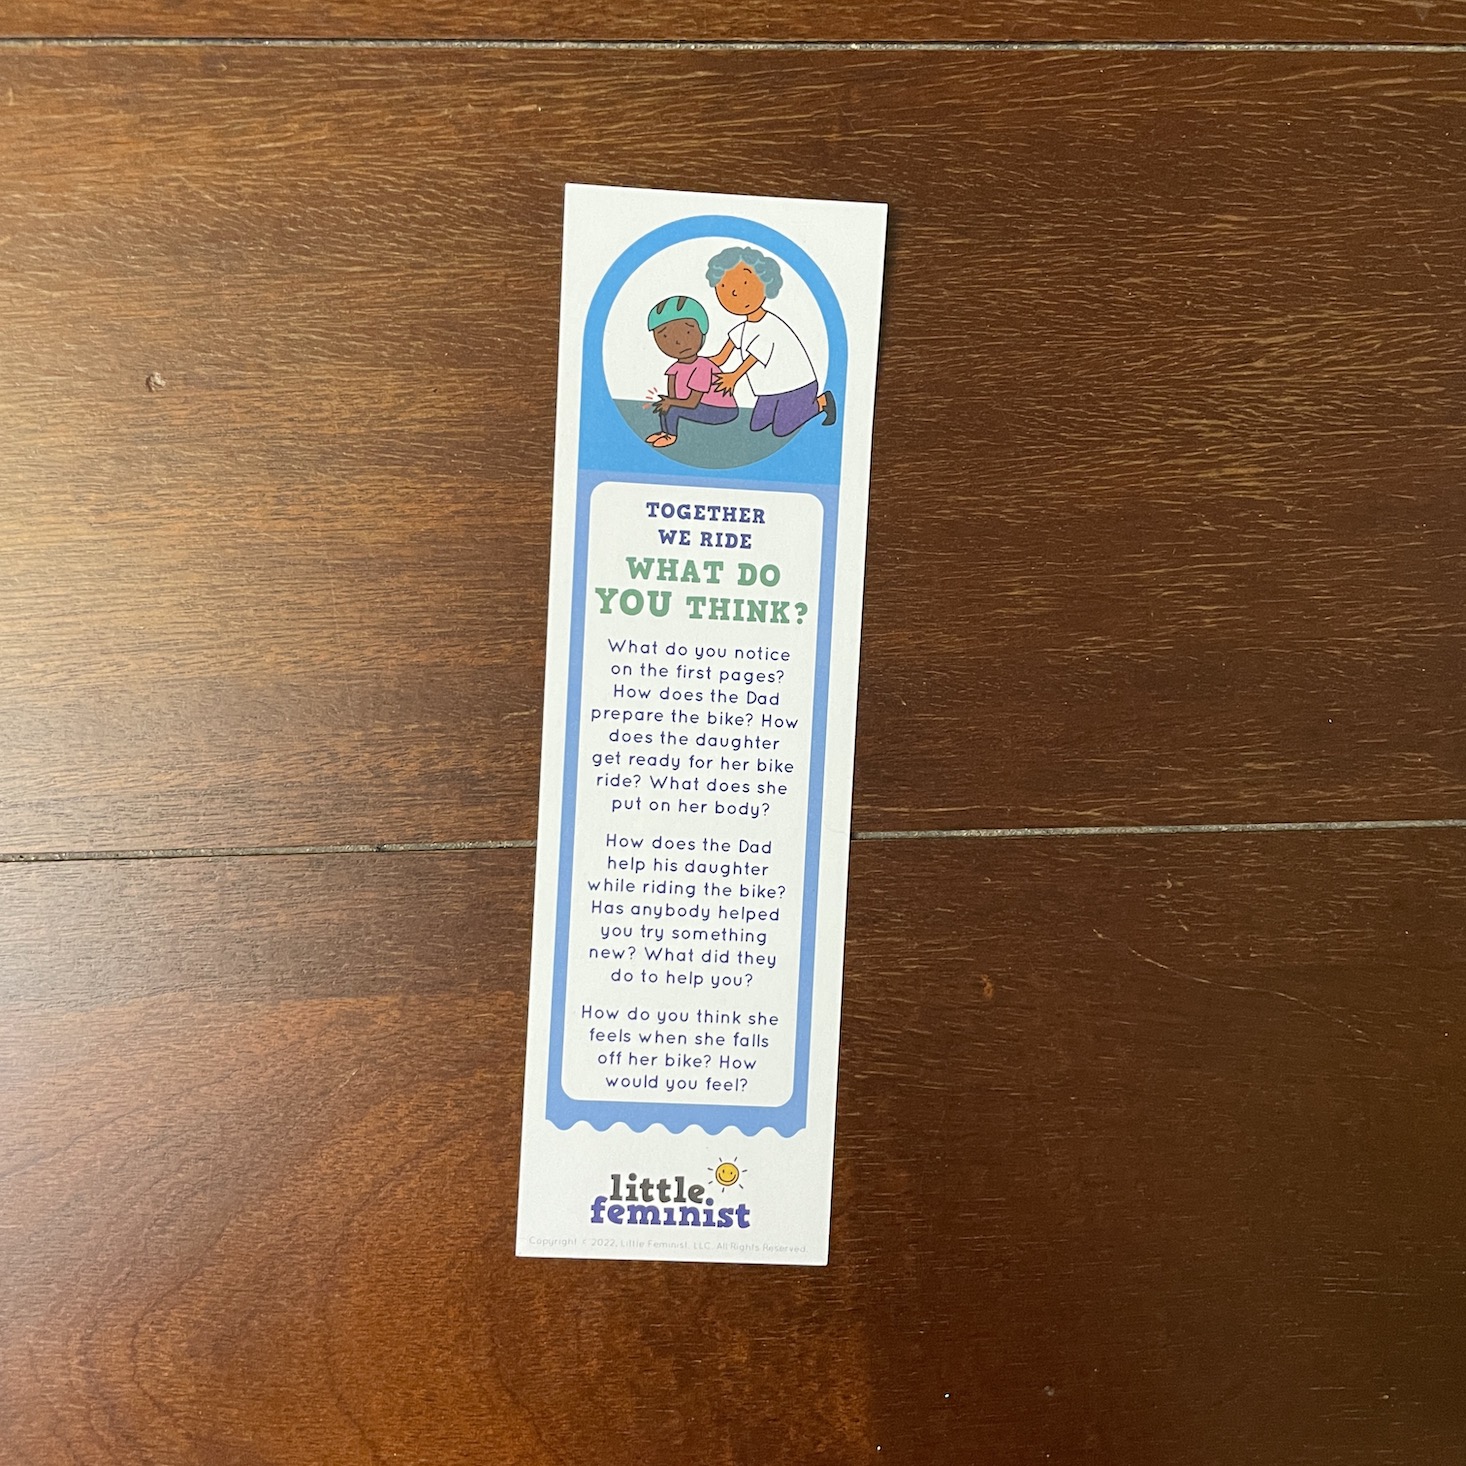 TOGETHER
WE RIDE
WHAT DO
YOU THINK?
What do you notice
on the first pages?
How does the Dad
prepare the bike? How
does the daughter
get ready for her bike
ride? What does she
put on her body?
How does the Dad
help his daughter
while riding the bike?
Has anybody helped
you try something
new? What did they
do to help you?
How do you think she
feels when she falls
off her bike? How
would you feel?
little
feminist
Copyright © 2022, Little Feminist, LLC. All Rights Reserved.